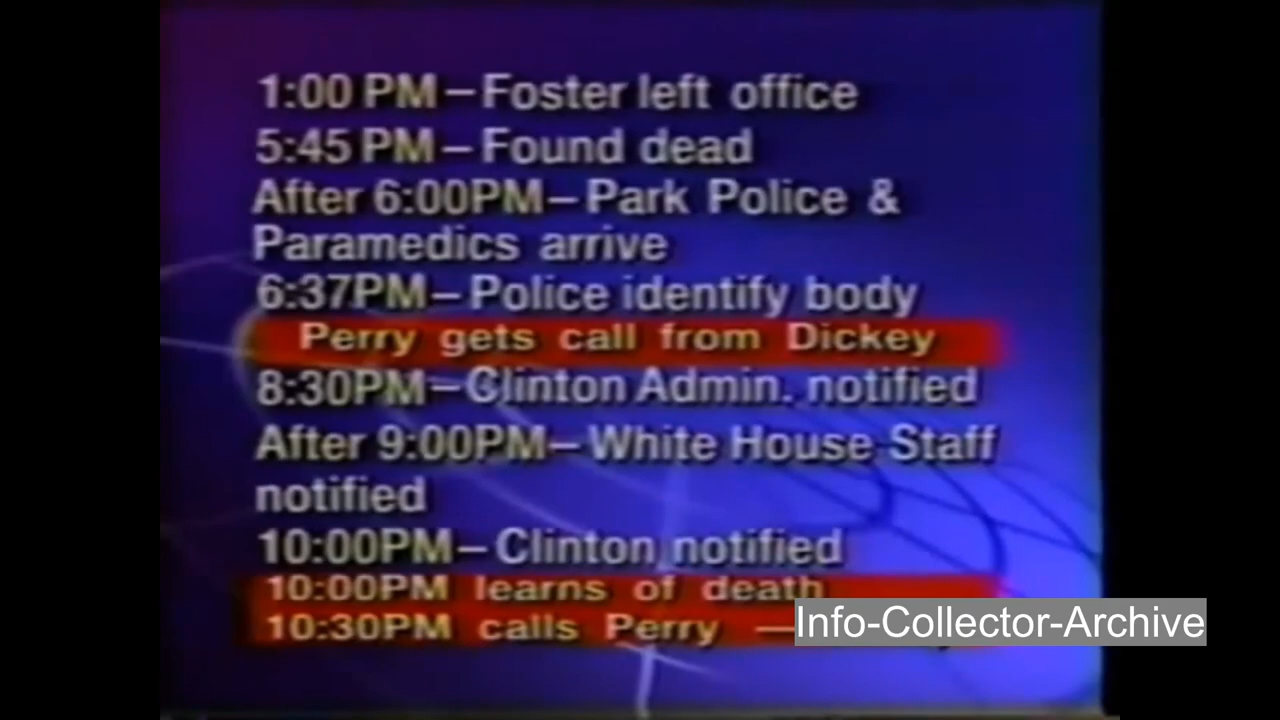 1:00 PM – Foster left office
5:45 PM – Found dead
After 6:00PM – Park Police &
Paramedics arrive
6:37PM – Police identify body
Perry gets call from Dickey
8:30PM – Clinton Admin. notified
After 9:00PM – White House Staff
notified
10:00PM – Clinton notified
10:00PM learns of death
10:30PM calls Perry —
Info-Collector-Archive